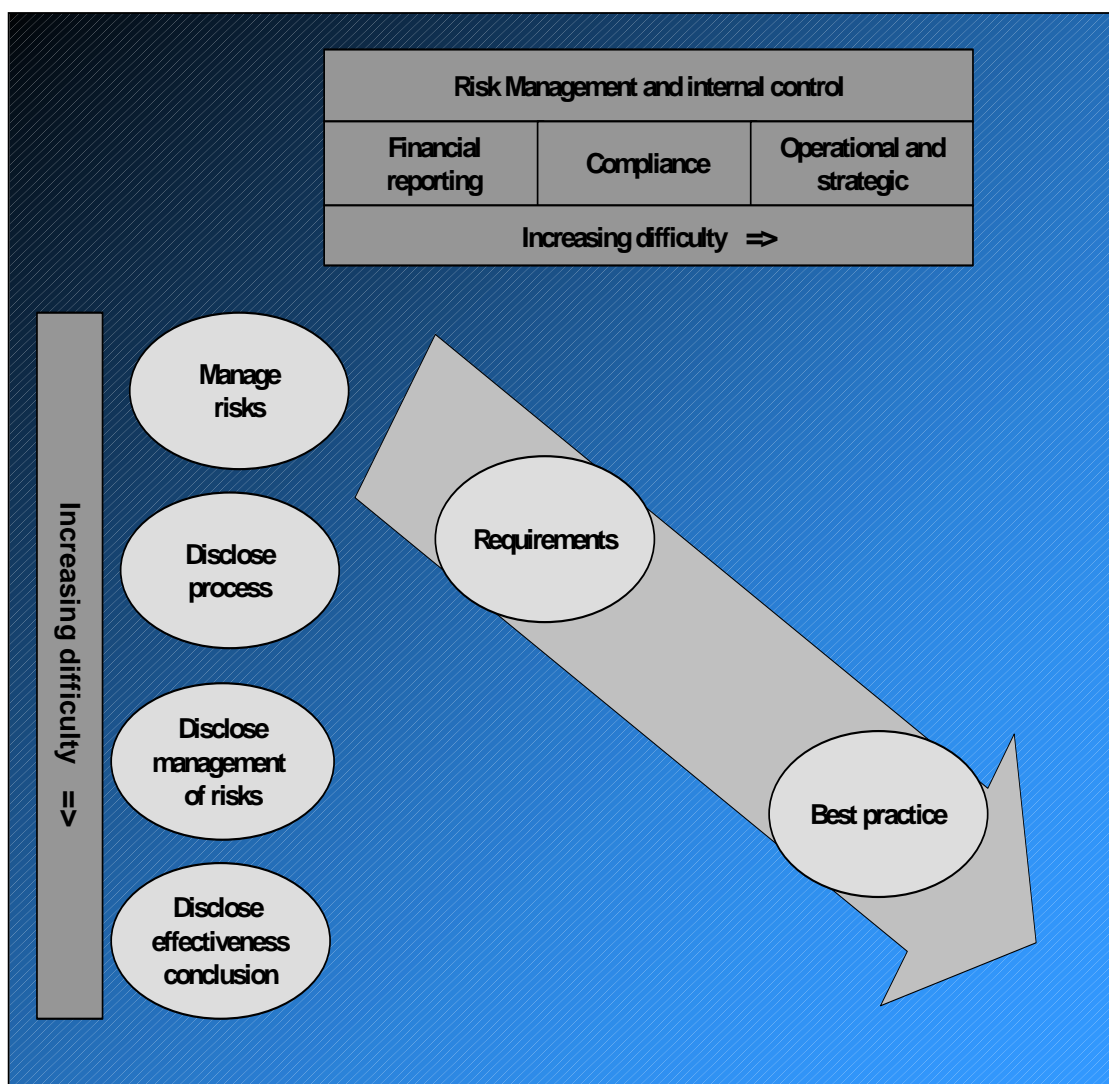 Risk Management and internal control
Financial
reporting
Compliance
Operational and
strategic
Increasing difficulty =>
Increasing difficulty =>
Manage
risks
Disclose
process
Disclose
management
of risks
Disclose
effectiveness
conclusion
Requirements
Best practice